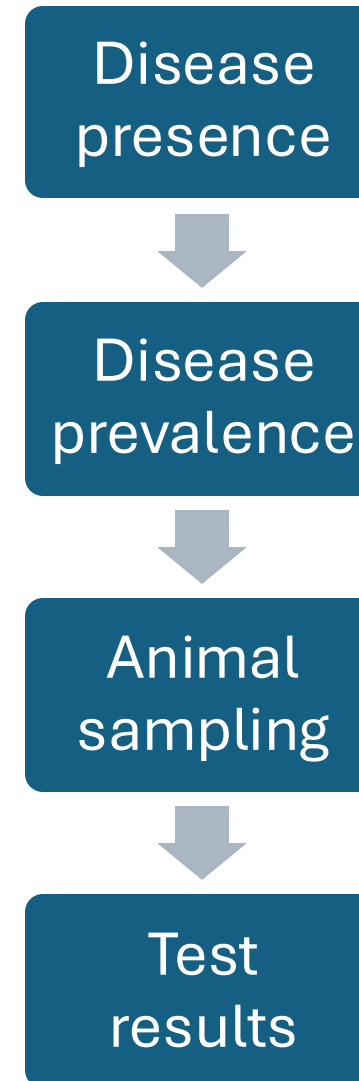 Disease
presence
Disease
prevalence
Animal
sampling
Test
results